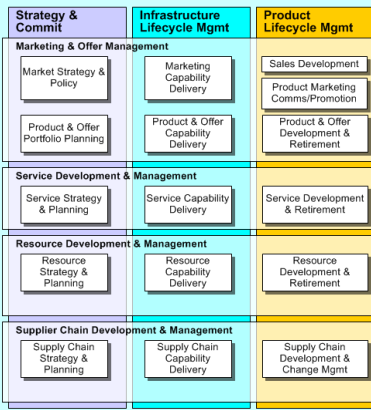 Strategy &
Commit
Infrastructure
Lifecycle Mgmt
Product
Lifecycle Mgmt
Marketing & Offer Management
Market Strategy &
Policy
Marketing
Capability
Delivery
Sales Development
Product Marketing
Comms/Promotion
Product & Offer
Portfolio Planning
Product & Offer
Capability
Delivery
Product & Offer
Development &
Retirement
Service Development & Management
Service Strategy
& Planning
Service Capability
Delivery
Service Development
& Retirement
Resource Development & Management
Resource
Strategy &
Planning
Resource
Capability
Delivery
Resource
Development &
Retirement
Supplier Chain Development & Management
Supply Chain
Strategy &
Planning
Supply Chain
Capability
Delivery
Supply Chain
Development &
Change Mgmt